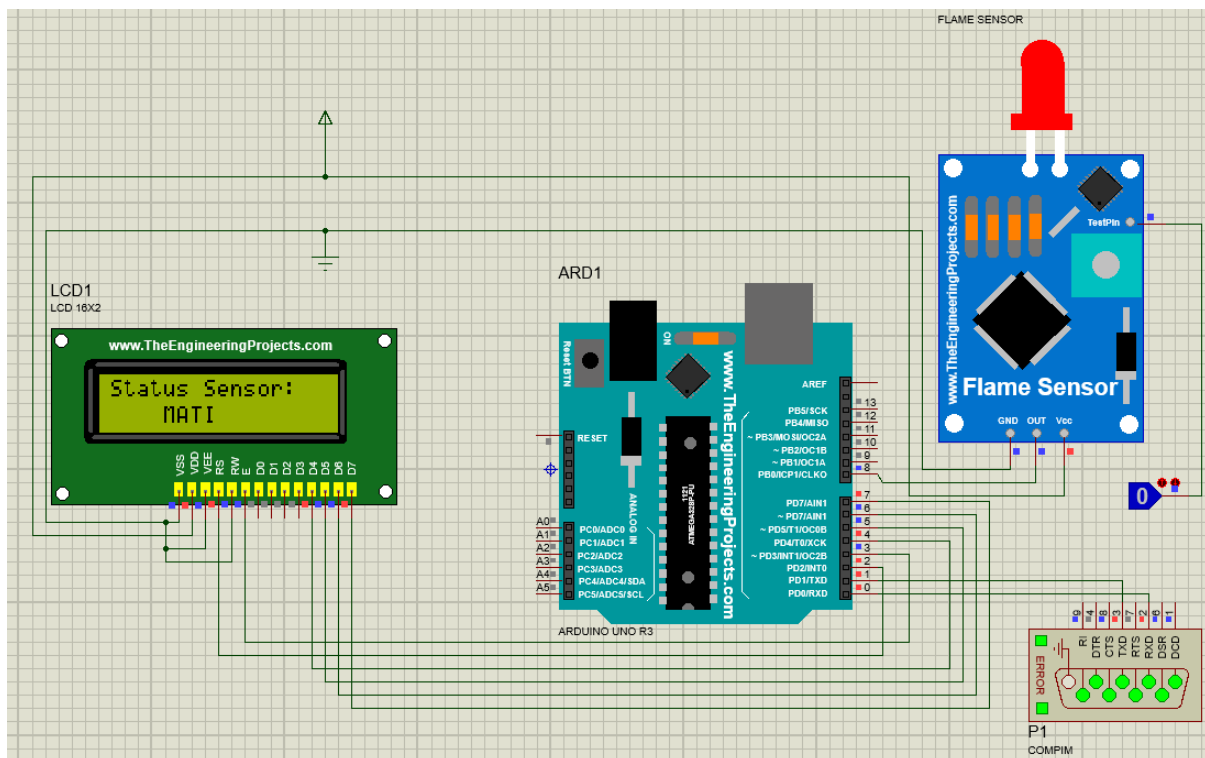 FLAME SENSOR
www.TheEngineeringProjects.com
TestPin
Flame Sensor
GND OUT Vcc
0
LCD1
LCD 16X2
www.TheEngineeringProjects.com
Status Sensor:
MATI
VSS
VDD
VEE
RS
RW
E
D0
D1
D2
D3
D4
D5
D6
D7
ARD1
Reset BTN
ON
www.TheEngineeringProjects.com
RESET
ANALOG IN
1121
ATMEGA328P-PU
AREF
PB5/SCK 13
PB4/MISO 12
~ PB3/MOSI/OC2A 11
~ PB2/OC1B 10
~ PB1/OC1A 9
PB0/ICP1/CLKO 8
PD7/AIN1 7
~ PD7/AIN1 6
~ PD5/T1/OC0B 5
PD4/T0/XCK 4
~ PD3/INT1/OC2B 3
PD2/INT0 2
PD1/TXD 1
PD0/RXD 0
A0 PC0/ADC0
A1 PC1/ADC1
A2 PC2/ADC2
A3 PC3/ADC3
A4 PC4/ADC4/SDA
A5 PC5/ADC5/SCL
ARDUINO UNO R3
9 4 8 3 7 2 6 1
RI
DTR
CTS
TXD
RTS
RXD
DSR
DCD
ERROR
P1
COMPIM